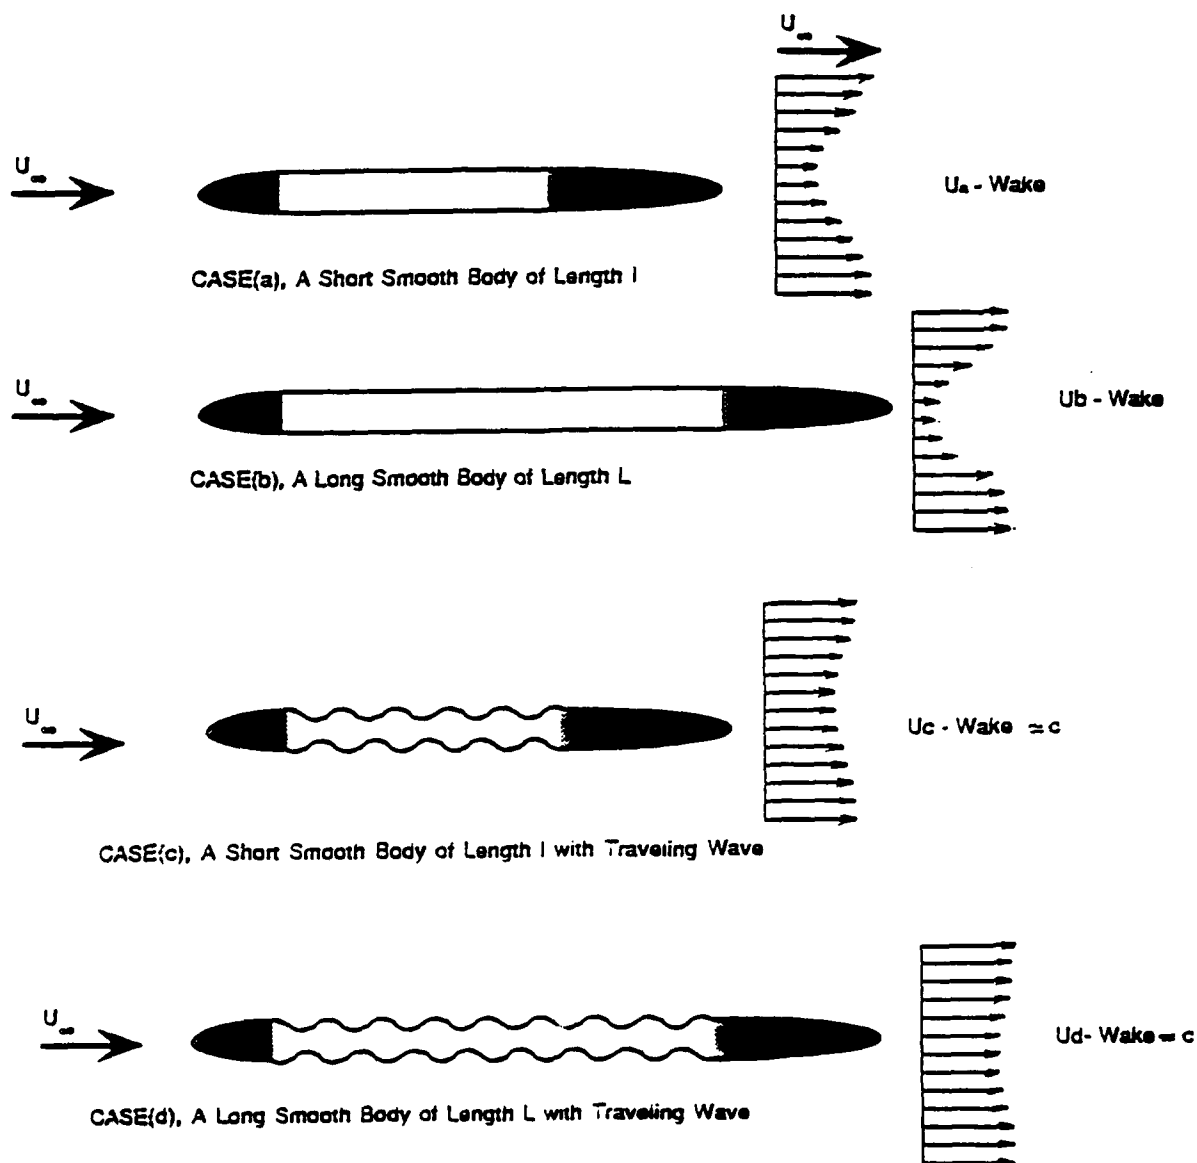 U∞
U∞
Uₐ - Wake
CASE(a), A Short Smooth Body of Length l
U∞
Ub - Wake
CASE(b), A Long Smooth Body of Length L
U∞
Uc - Wake ≃ c
CASE(c), A Short Smooth Body of Length l with Traveling Wave
U∞
Ud- Wake ≃ c
CASE(d), A Long Smooth Body of Length L with Traveling Wave